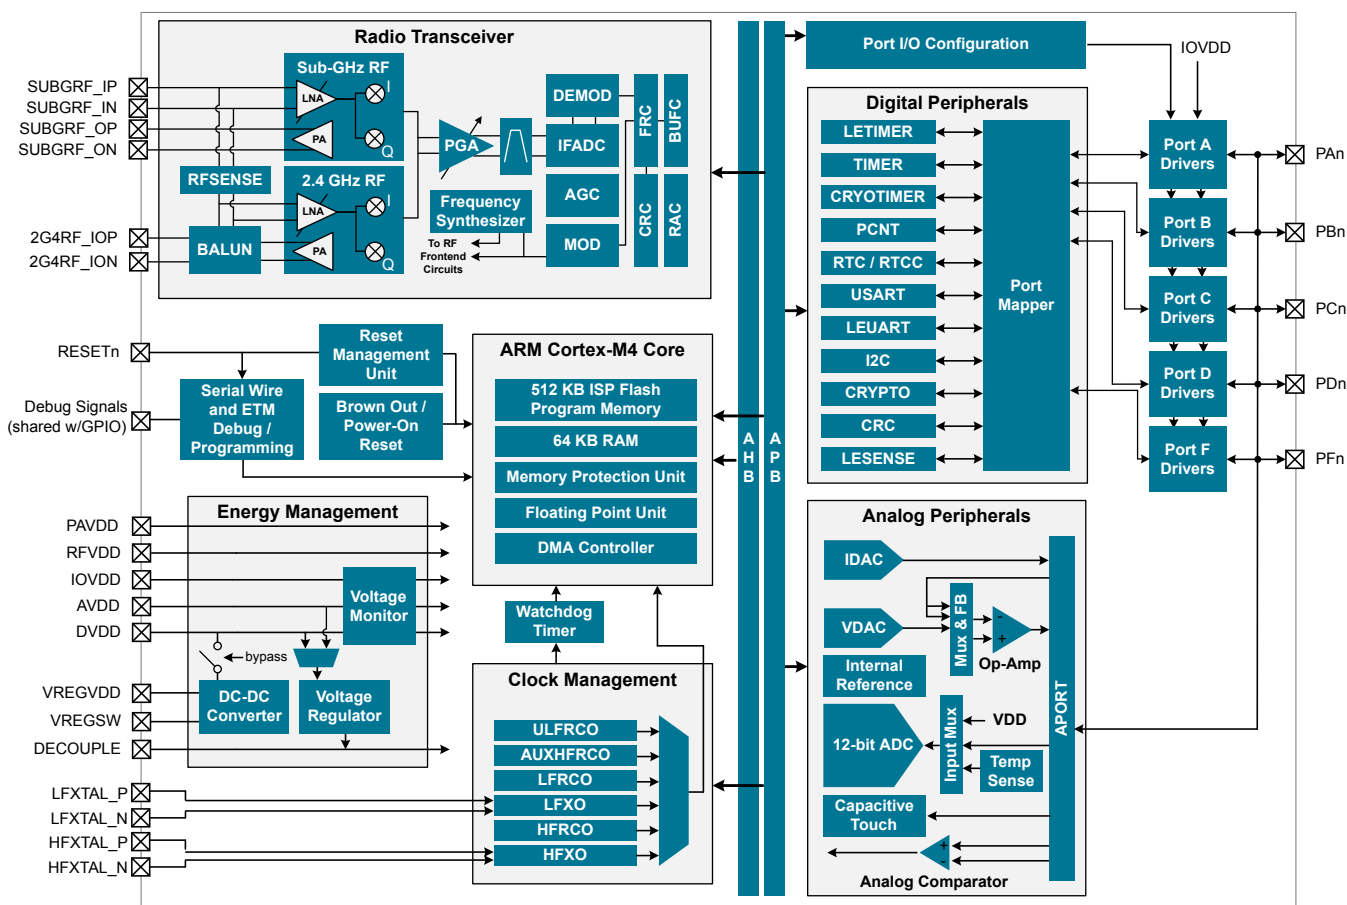 Radio Transceiver
SUBGRF_IP
SUBGRF_IN
SUBGRF_OP
SUBGRF_ON
2G4RF_IOP
2G4RF_ION
Sub-GHz RF
LNA
I
PA
Q
RFSENSE
2.4 GHz RF
LNA
I
PA
Q
BALUN
PGA
DEMOD
IFADC
AGC
MOD
FRC
BUFC
CRC
RAC
Frequency
Synthesizer
To RF
Frontend
Circuits
RESETn
Debug Signals
(shared w/GPIO)
Reset
Management
Unit
Serial Wire
and ETM
Debug /
Programming
Brown Out /
Power-On
Reset
ARM Cortex-M4 Core
512 KB ISP Flash
Program Memory
64 KB RAM
Memory Protection Unit
Floating Point Unit
DMA Controller
Watchdog
Timer
Energy Management
PAVDD
RFVDD
IOVDD
AVDD
DVDD
VREGVDD
VREGSW
DECOUPLE
Voltage
Monitor
bypass
DC-DC
Converter
Voltage
Regulator
Clock Management
LFXTAL_P
LFXTAL_N
HFXTAL_P
HFXTAL_N
ULFRCO
AUXHFRCO
LFRCO
LFXO
HFRCO
HFXO
A
H
B
A
P
B
Port I/O Configuration
IOVDD
Digital Peripherals
LETIMER
TIMER
CRYOTIMER
PCNT
RTC / RTCC
USART
LEUART
I2C
CRYPTO
CRC
LESENSE
Port
Mapper
Port A
Drivers
Port B
Drivers
Port C
Drivers
Port D
Drivers
Port F
Drivers
PAn
PBn
PCn
PDn
PFn
Analog Peripherals
IDAC
VDAC
Mux & FB
-
+
Op-Amp
Internal
Reference
12-bit ADC
Input Mux
VDD
Temp
Sense
Capacitive
Touch
+
-
Analog Comparator
APORT